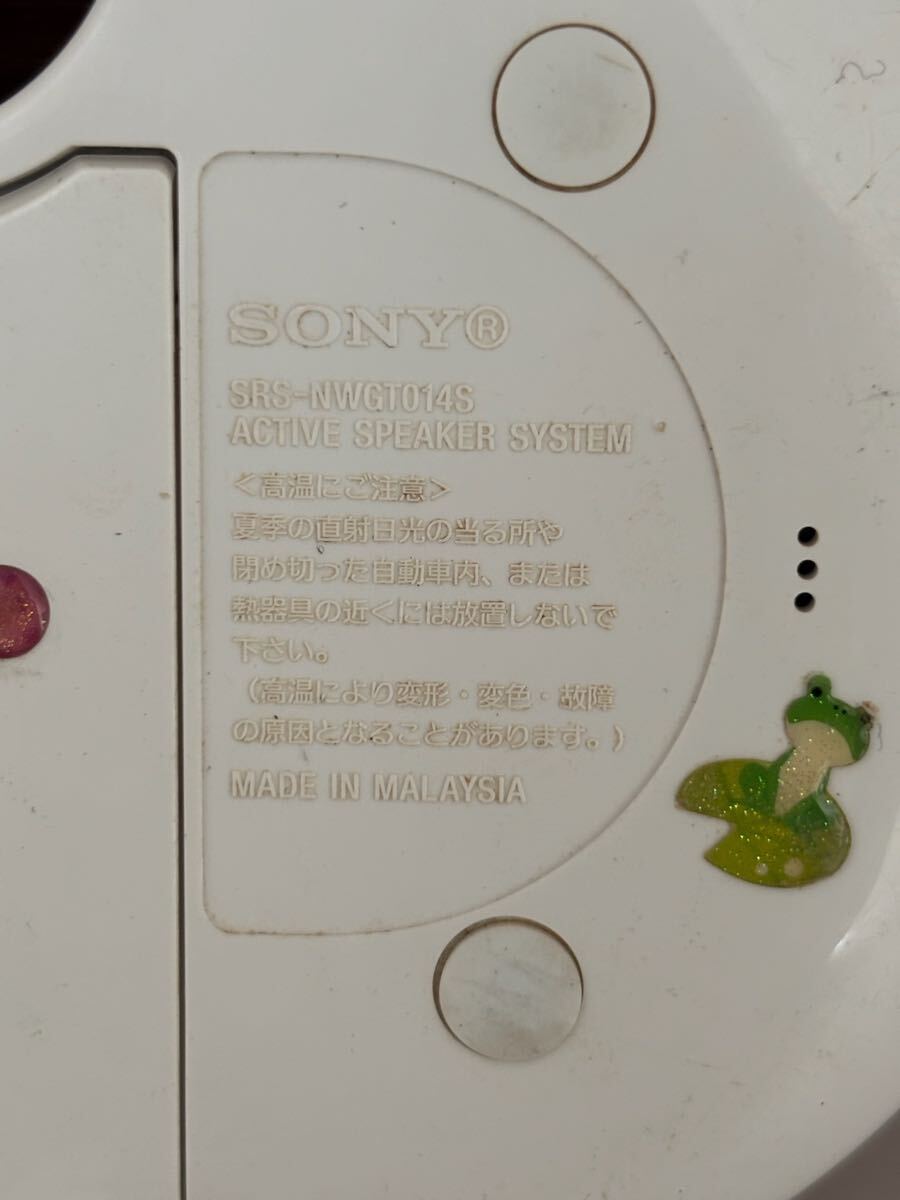 SONY®
SRS-NWGT014S
ACTIVE SPEAKER SYSTEM
<高温にご注意>
夏季の直射日光の当る所や
閉め切った自動車内、または
熱器具の近くには放置しないで
下さい。
(高温により変形・変色・故障
の原因となることがあります。)
MADE IN MALAYSIA